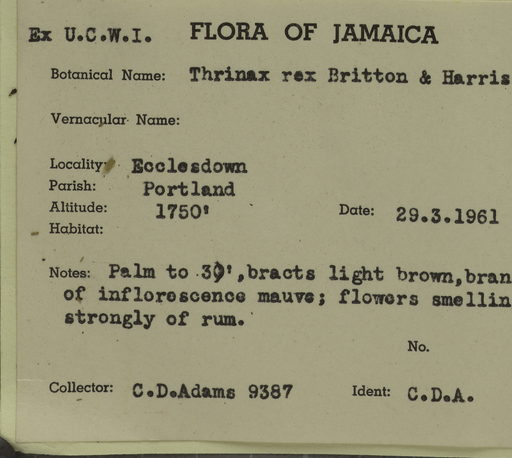 Ex U.C.W.I. FLORA OF JAMAICA
Botanical Name: Thrinax rex Britton & Harris
Vernacular Name:
Locality: Ecclesdown
Parish: Portland
Altitude: 1750' Date: 29.3.1961
Habitat:
Notes: Palm to 30', bracts light brown, bran
of inflorescence mauve; flowers smellin
strongly of rum.
No.
Collector: C.D.Adams 9387 Ident: C.D.A.